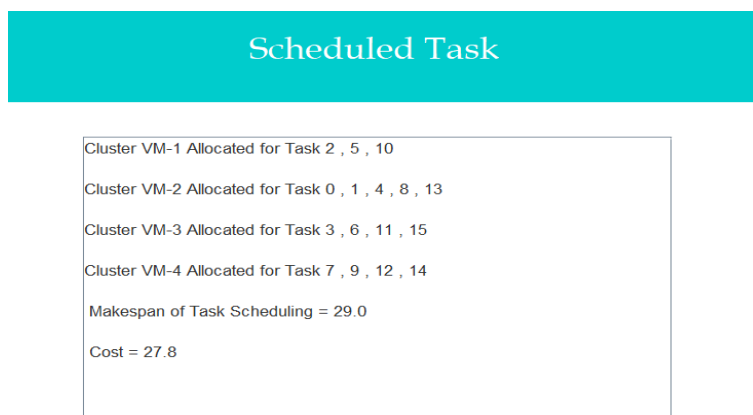 Scheduled Task
Cluster VM-1 Allocated for Task 2 , 5 , 10
Cluster VM-2 Allocated for Task 0 , 1 , 4 , 8 , 13
Cluster VM-3 Allocated for Task 3 , 6 , 11 , 15
Cluster VM-4 Allocated for Task 7 , 9 , 12 , 14
Makespan of Task Scheduling = 29.0
Cost = 27.8